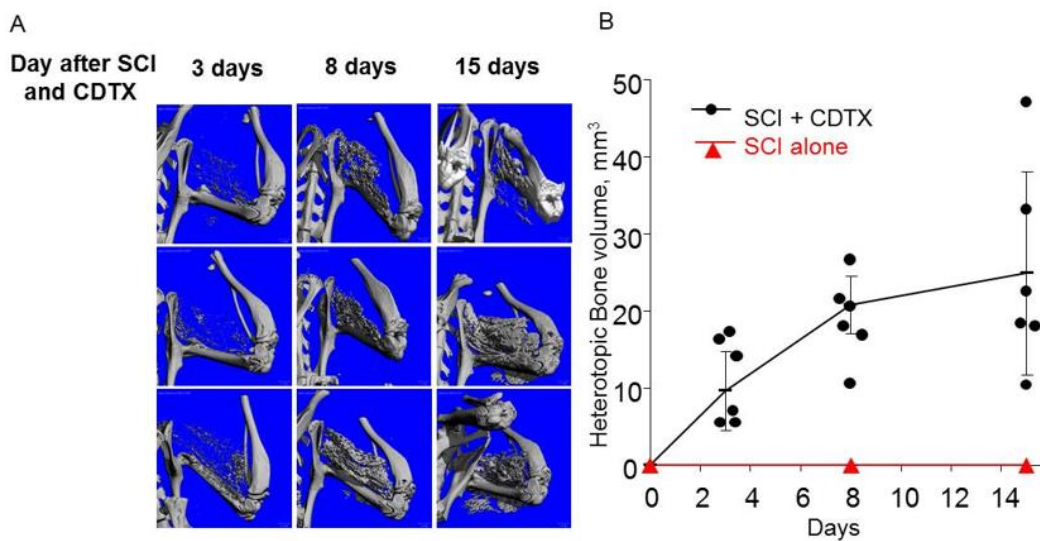 A
Day after SCI
and CDTX
3 days
8 days
15 days
B
50
40
30
20
10
0
Heterotopic Bone volume, mm³
SCI + CDTX
SCI alone
0 2 4 6 8 10 12 14
Days